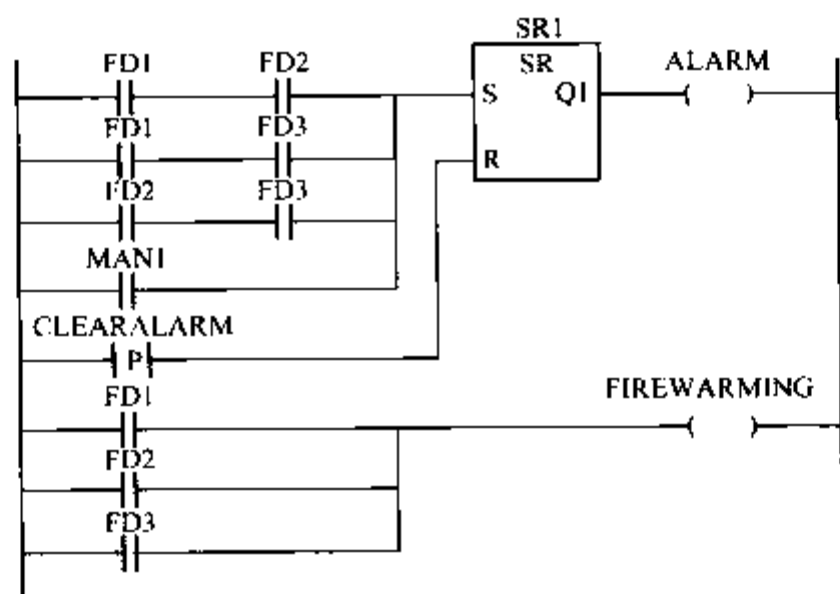 SR1
FD1 FD2 SR ALARM
S Q1
FD1 FD3
R
FD2 FD3
MAN1
CLEARALARM
P
FD1 FIREWARMING
FD2
FD3